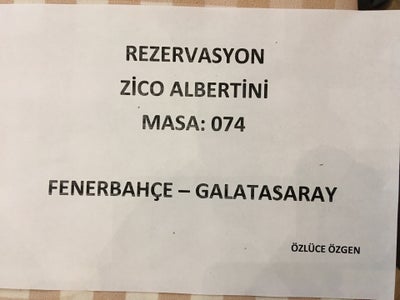 REZERVASYON
ZİCO ALBERTİNİ
MASA: 074
FENERBAHÇE – GALATASARAY
ÖZLÜCE ÖZGEN